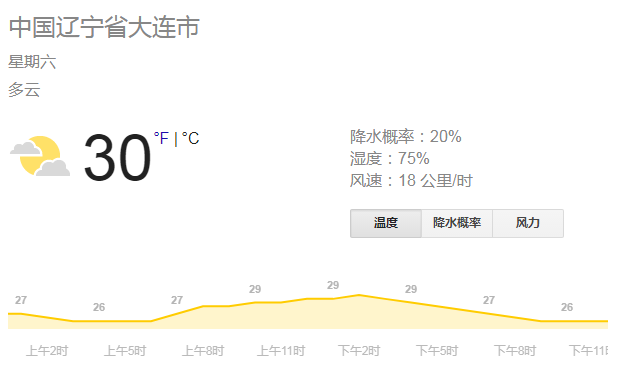 中国辽宁省大连市
星期六
多云
30 °F | °C
降水概率：20%
湿度：75%
风速：18 公里/时
温度 降水概率 风力
27 26 27 29 29 29 27 26
上午2时 上午5时 上午8时 上午11时 下午2时 下午5时 下午8时 下午11